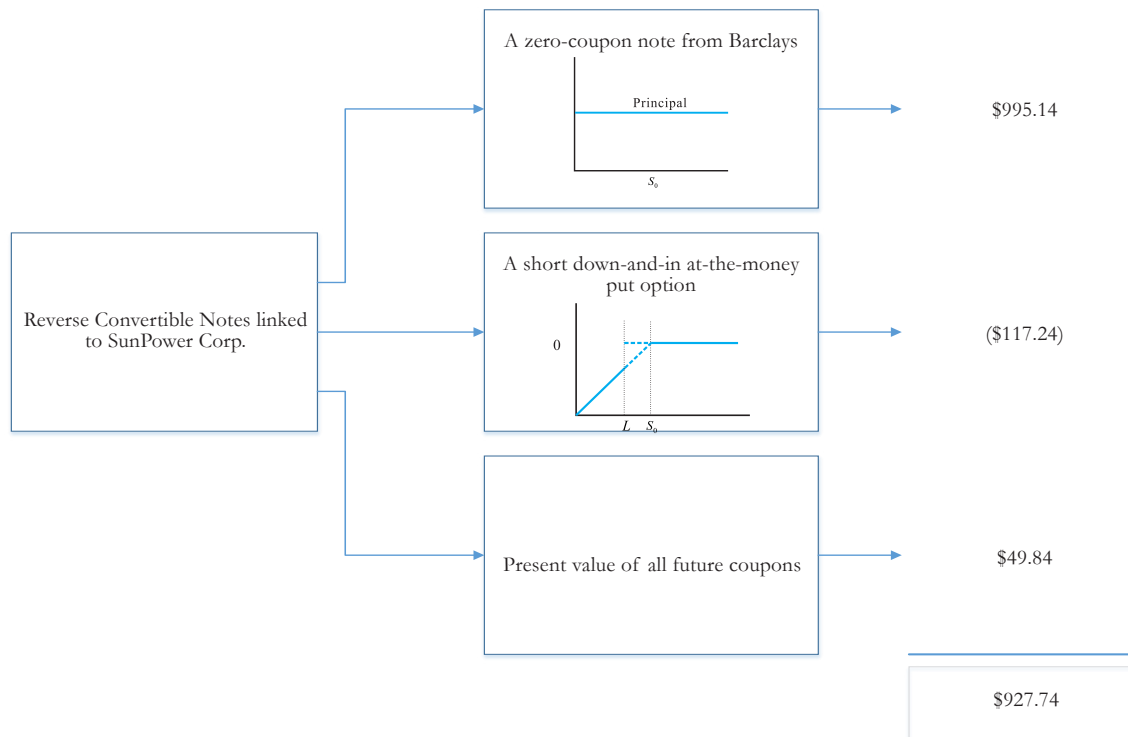 A zero-coupon note from Barclays
Principal
S₀
$995.14
Reverse Convertible Notes linked
to SunPower Corp.
A short down-and-in at-the-money
put option
0
L S₀
($117.24)
Present value of all future coupons
$49.84
$927.74